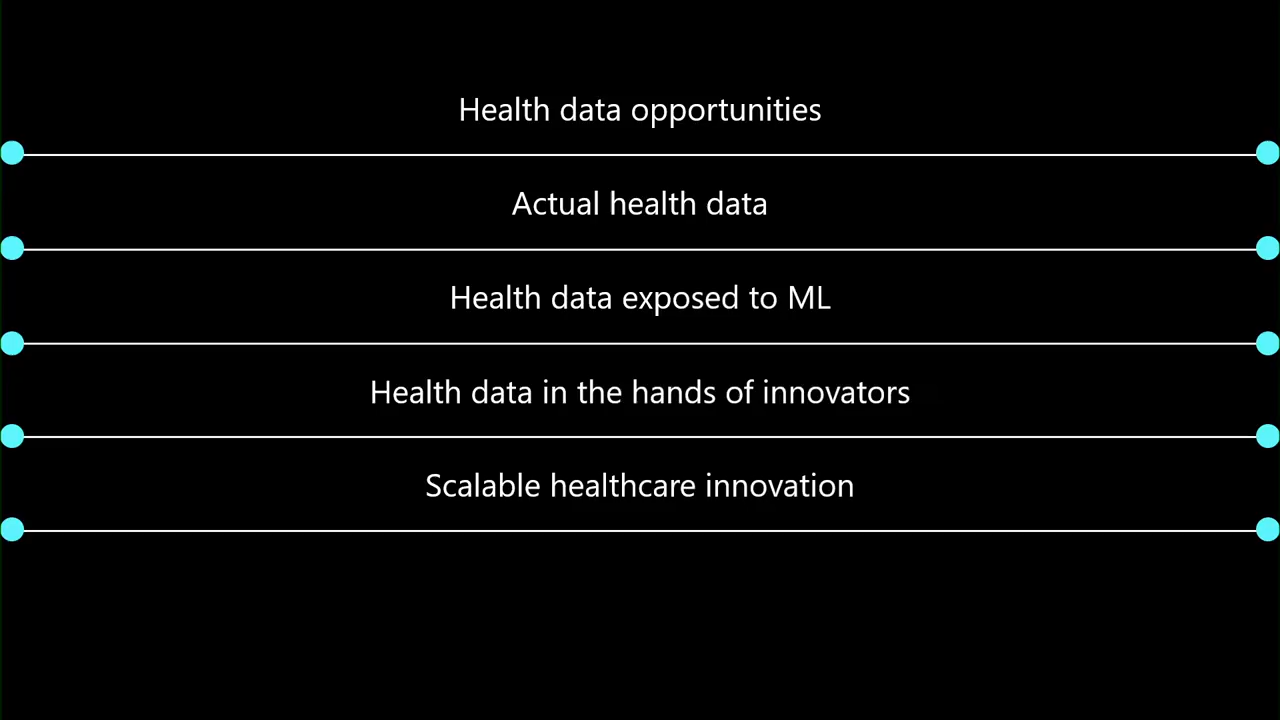 Health data opportunities
Actual health data
Health data exposed to ML
Health data in the hands of innovators
Scalable healthcare innovation